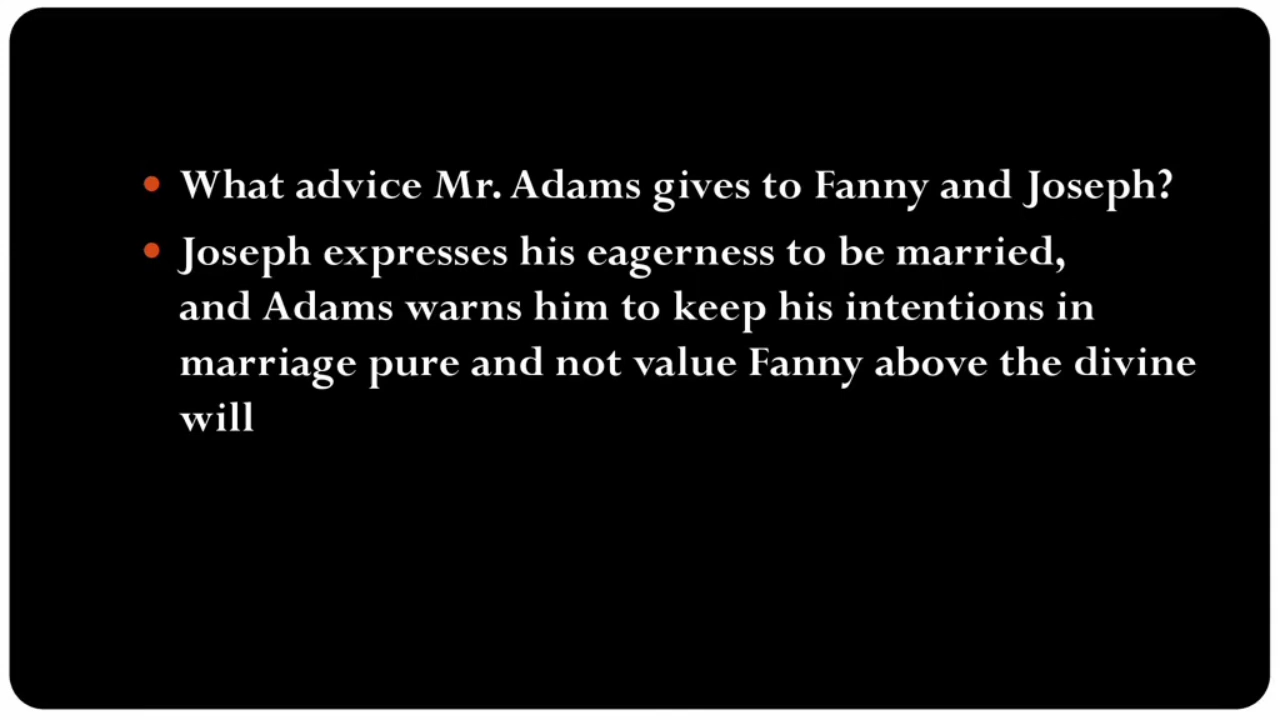 • What advice Mr. Adams gives to Fanny and Joseph?
• Joseph expresses his eagerness to be married,
and Adams warns him to keep his intentions in
marriage pure and not value Fanny above the divine
will